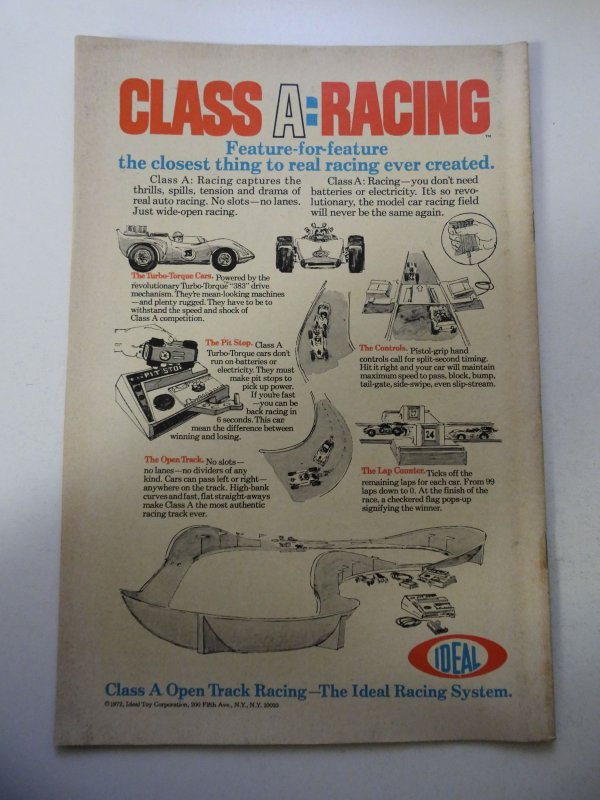 CLASS A:RACING
TM
Feature-for-feature
the closest thing to real racing ever created.
Class A: Racing captures the
thrills, spills, tension and drama of
real auto racing. No slots—no lanes.
Just wide-open racing.
Class A: Racing—you don't need
batteries or electricity. It's so revo-
lutionary, the model car racing field
will never be the same again.
The Turbo-Torque Cars. Powered by the
revolutionary Turbo-Torque "383" drive
mechanism. They're mean-looking machines
—and plenty rugged. They have to be to
withstand the speed and shock of
Class A competition.
The Pit Stop. Class A
Turbo-Torque cars don't
run on batteries or
electricity. They must
make pit stops to
pick up power.
If you're fast
—you can be
back racing in
6 seconds. This car
mean the difference between
winning and losing.
PIT STOP
The Controls. Pistol-grip hand
controls call for split-second timing.
Hit it right and your car will maintain
maximum speed to pass, block, bump,
tail-gate, side-swipe, even slip-stream.
The Open Track. No slots—
no lanes—no dividers of any
kind. Cars can pass left or right—
anywhere on the track. High-bank
curves and fast, flat straight-aways
make Class A the most authentic
racing track ever.
24
The Lap Counter. Ticks off the
remaining laps for each car. From 99
laps down to 0. At the finish of the
race, a checkered flag pops-up
signifying the winner.
IDEAL
Class A Open Track Racing—The Ideal Racing System.
©1972, Ideal Toy Corporation, 200 Fifth Ave., N.Y., N.Y. 10010